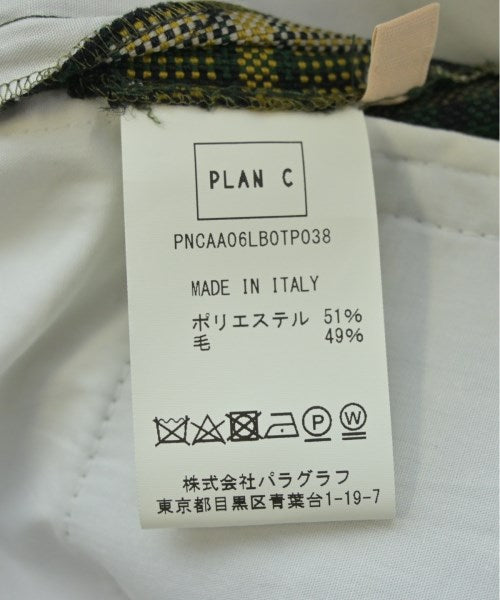 PLAN C
PNCAA06LB0TP038
MADE IN ITALY
ポリエステル 51%
毛 49%
P W
株式会社パラグラフ
東京都目黒区青葉台1-19-7